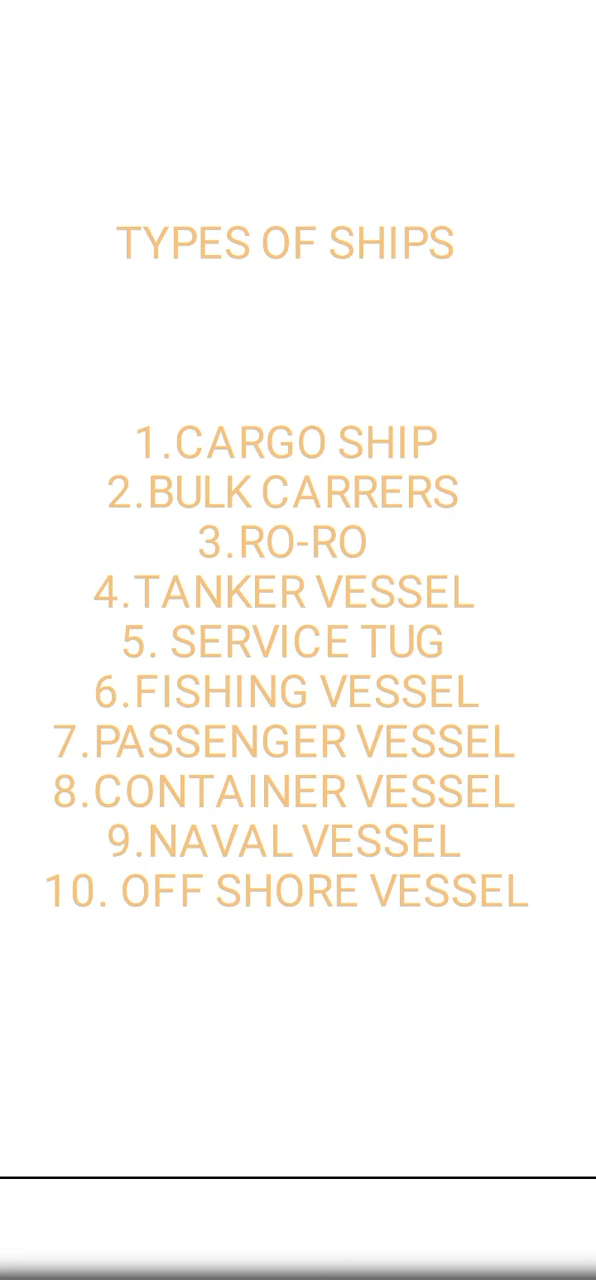 TYPES OF SHIPS
1.CARGO SHIP
2.BULK CARRERS
3.RO-RO
4.TANKER VESSEL
5. SERVICE TUG
6.FISHING VESSEL
7.PASSENGER VESSEL
8.CONTAINER VESSEL
9.NAVAL VESSEL
10. OFF SHORE VESSEL